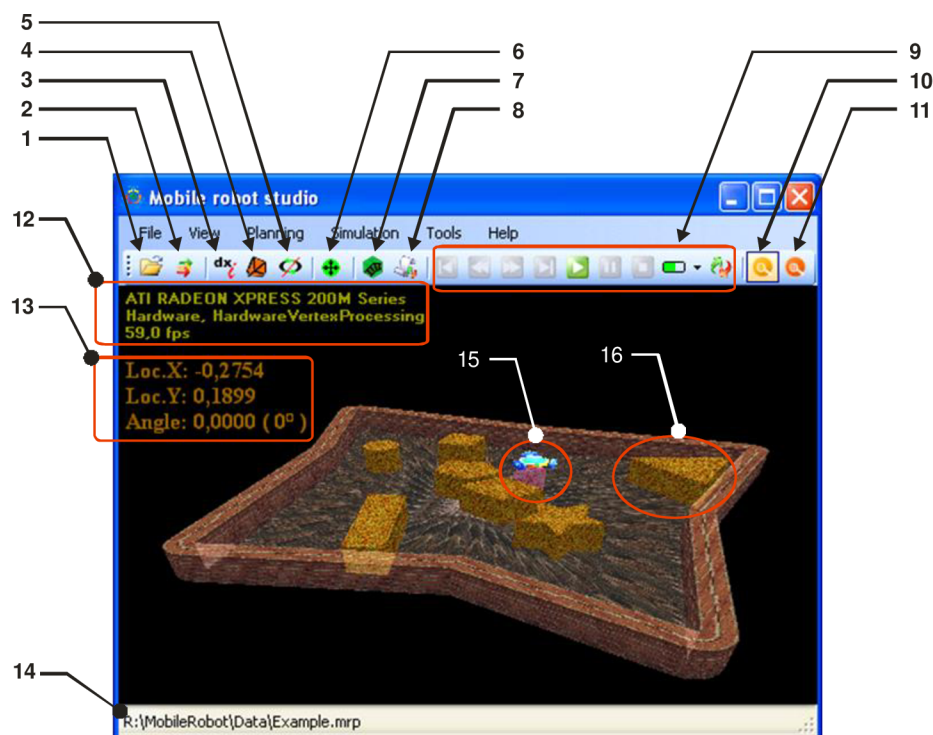 5
4
3
2
1
6
7
8
9
10
11
Mobile robot studio
12
File View Planning Simulation Tools Help
dx
ATI RADEON XPRESS 200M Series
Hardware, HardwareVertexProcessing
59,0 fps
13
Loc.X: -0,2754
Loc.Y: 0,1899
Angle: 0,0000 ( 0° )
15
16
14
R:\MobileRobot\Data\Example.mrp